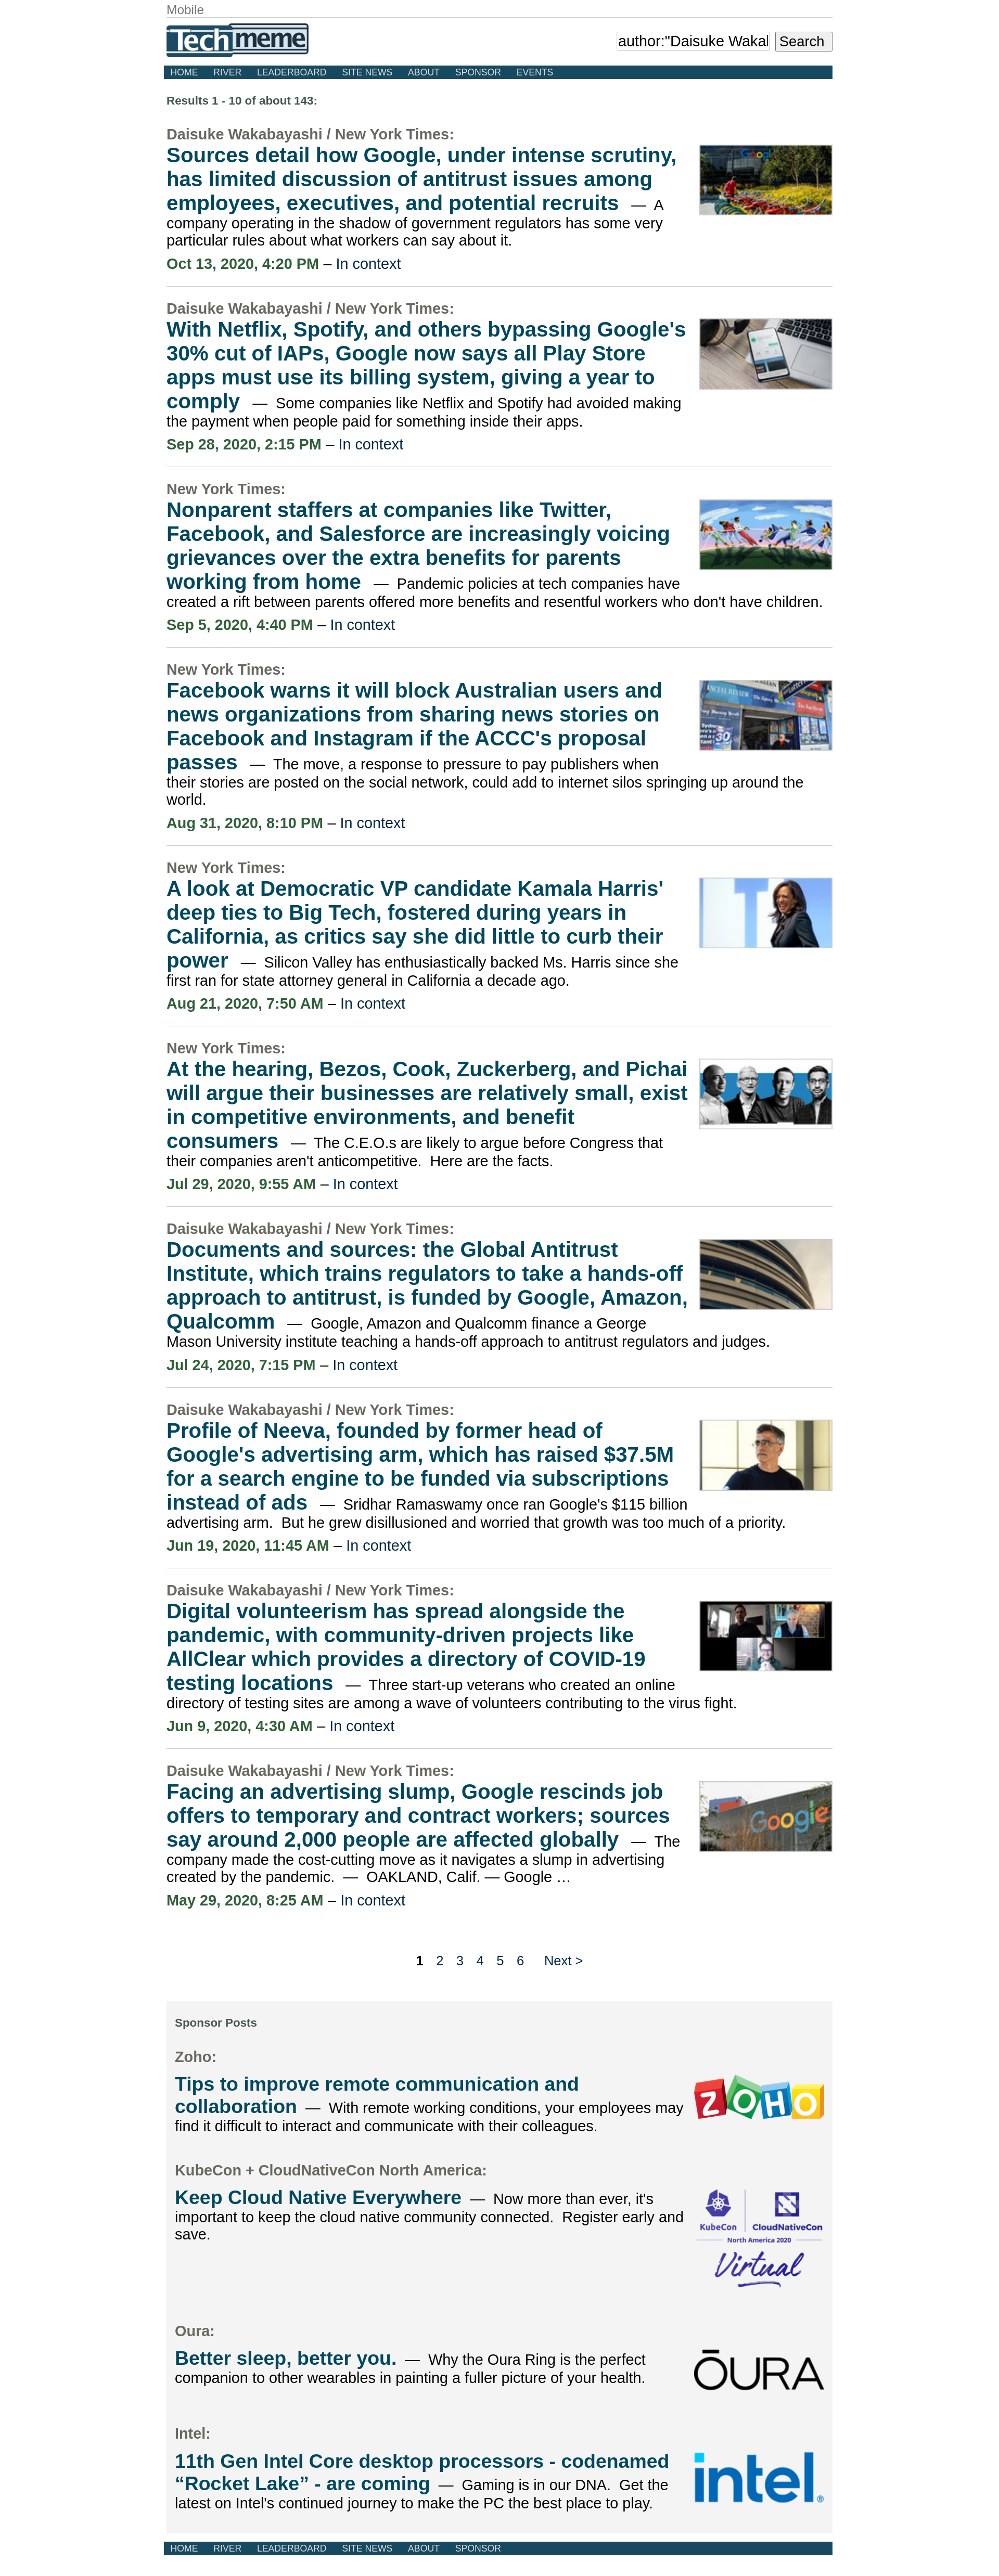 Mobile
Techmeme
author:"Daisuke Wakal
Search
HOME RIVER LEADERBOARD SITE NEWS ABOUT SPONSOR EVENTS
Results 1 - 10 of about 143:
Daisuke Wakabayashi / New York Times:
Sources detail how Google, under intense scrutiny,
has limited discussion of antitrust issues among
employees, executives, and potential recruits — A
company operating in the shadow of government regulators has some very
particular rules about what workers can say about it.
Oct 13, 2020, 4:20 PM – In context
Daisuke Wakabayashi / New York Times:
With Netflix, Spotify, and others bypassing Google's
30% cut of IAPs, Google now says all Play Store
apps must use its billing system, giving a year to
comply — Some companies like Netflix and Spotify had avoided making
the payment when people paid for something inside their apps.
Sep 28, 2020, 2:15 PM – In context
New York Times:
Nonparent staffers at companies like Twitter,
Facebook, and Salesforce are increasingly voicing
grievances over the extra benefits for parents
working from home — Pandemic policies at tech companies have
created a rift between parents offered more benefits and resentful workers who don't have children.
Sep 5, 2020, 4:40 PM – In context
New York Times:
Facebook warns it will block Australian users and
news organizations from sharing news stories on
Facebook and Instagram if the ACCC's proposal
passes — The move, a response to pressure to pay publishers when
their stories are posted on the social network, could add to internet silos springing up around the
world.
Aug 31, 2020, 8:10 PM – In context
New York Times:
A look at Democratic VP candidate Kamala Harris'
deep ties to Big Tech, fostered during years in
California, as critics say she did little to curb their
power — Silicon Valley has enthusiastically backed Ms. Harris since she
first ran for state attorney general in California a decade ago.
Aug 21, 2020, 7:50 AM – In context
New York Times:
At the hearing, Bezos, Cook, Zuckerberg, and Pichai
will argue their businesses are relatively small, exist
in competitive environments, and benefit
consumers — The C.E.O.s are likely to argue before Congress that
their companies aren't anticompetitive. Here are the facts.
Jul 29, 2020, 9:55 AM – In context
Daisuke Wakabayashi / New York Times:
Documents and sources: the Global Antitrust
Institute, which trains regulators to take a hands-off
approach to antitrust, is funded by Google, Amazon,
Qualcomm — Google, Amazon and Qualcomm finance a George
Mason University institute teaching a hands-off approach to antitrust regulators and judges.
Jul 24, 2020, 7:15 PM – In context
Daisuke Wakabayashi / New York Times:
Profile of Neeva, founded by former head of
Google's advertising arm, which has raised $37.5M
for a search engine to be funded via subscriptions
instead of ads — Sridhar Ramaswamy once ran Google's $115 billion
advertising arm. But he grew disillusioned and worried that growth was too much of a priority.
Jun 19, 2020, 11:45 AM – In context
Daisuke Wakabayashi / New York Times:
Digital volunteerism has spread alongside the
pandemic, with community-driven projects like
AllClear which provides a directory of COVID-19
testing locations — Three start-up veterans who created an online
directory of testing sites are among a wave of volunteers contributing to the virus fight.
Jun 9, 2020, 4:30 AM – In context
Daisuke Wakabayashi / New York Times:
Facing an advertising slump, Google rescinds job
offers to temporary and contract workers; sources
say around 2,000 people are affected globally — The
company made the cost-cutting move as it navigates a slump in advertising
created by the pandemic. — OAKLAND, Calif. — Google …
Google
May 29, 2020, 8:25 AM – In context
1 2 3 4 5 6 Next >
Sponsor Posts
Zoho:
Tips to improve remote communication and
collaboration — With remote working conditions, your employees may
find it difficult to interact and communicate with their colleagues.
ZOHO
KubeCon + CloudNativeCon North America:
Keep Cloud Native Everywhere — Now more than ever, it's
important to keep the cloud native community connected. Register early and
save.
KubeCon CloudNativeCon
North America 2020
Virtual
Oura:
Better sleep, better you. — Why the Oura Ring is the perfect
companion to other wearables in painting a fuller picture of your health.
ŌURA
Intel:
11th Gen Intel Core desktop processors - codenamed
“Rocket Lake” - are coming — Gaming is in our DNA. Get the
latest on Intel's continued journey to make the PC the best place to play.
intel®
HOME RIVER LEADERBOARD SITE NEWS ABOUT SPONSOR